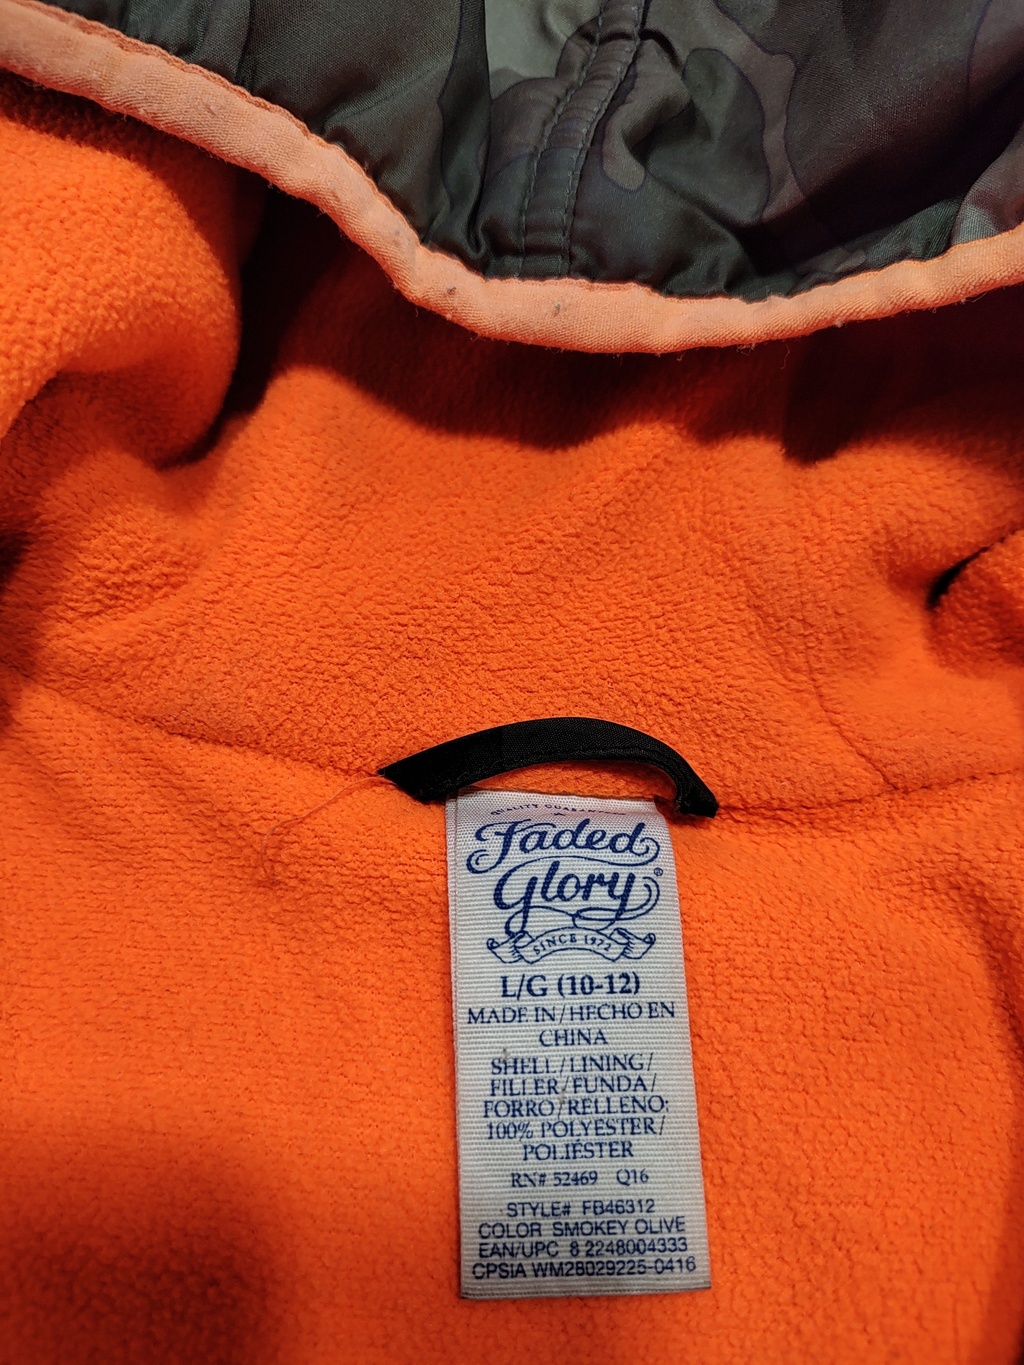 QUALITY
Faded
Glory®
SINCE 1972
L/G (10-12)
MADE IN/HECHO EN
CHINA
SHELL/LINING/
FILLER/FUNDA/
FORRO/RELLENO:
100% POLYESTER/
POLIÉSTER
RN# 52469 Q16
STYLE# FB46312
COLOR SMOKEY OLIVE
EAN/UPC 8 2248004333
CPSIA WM28029225-0416